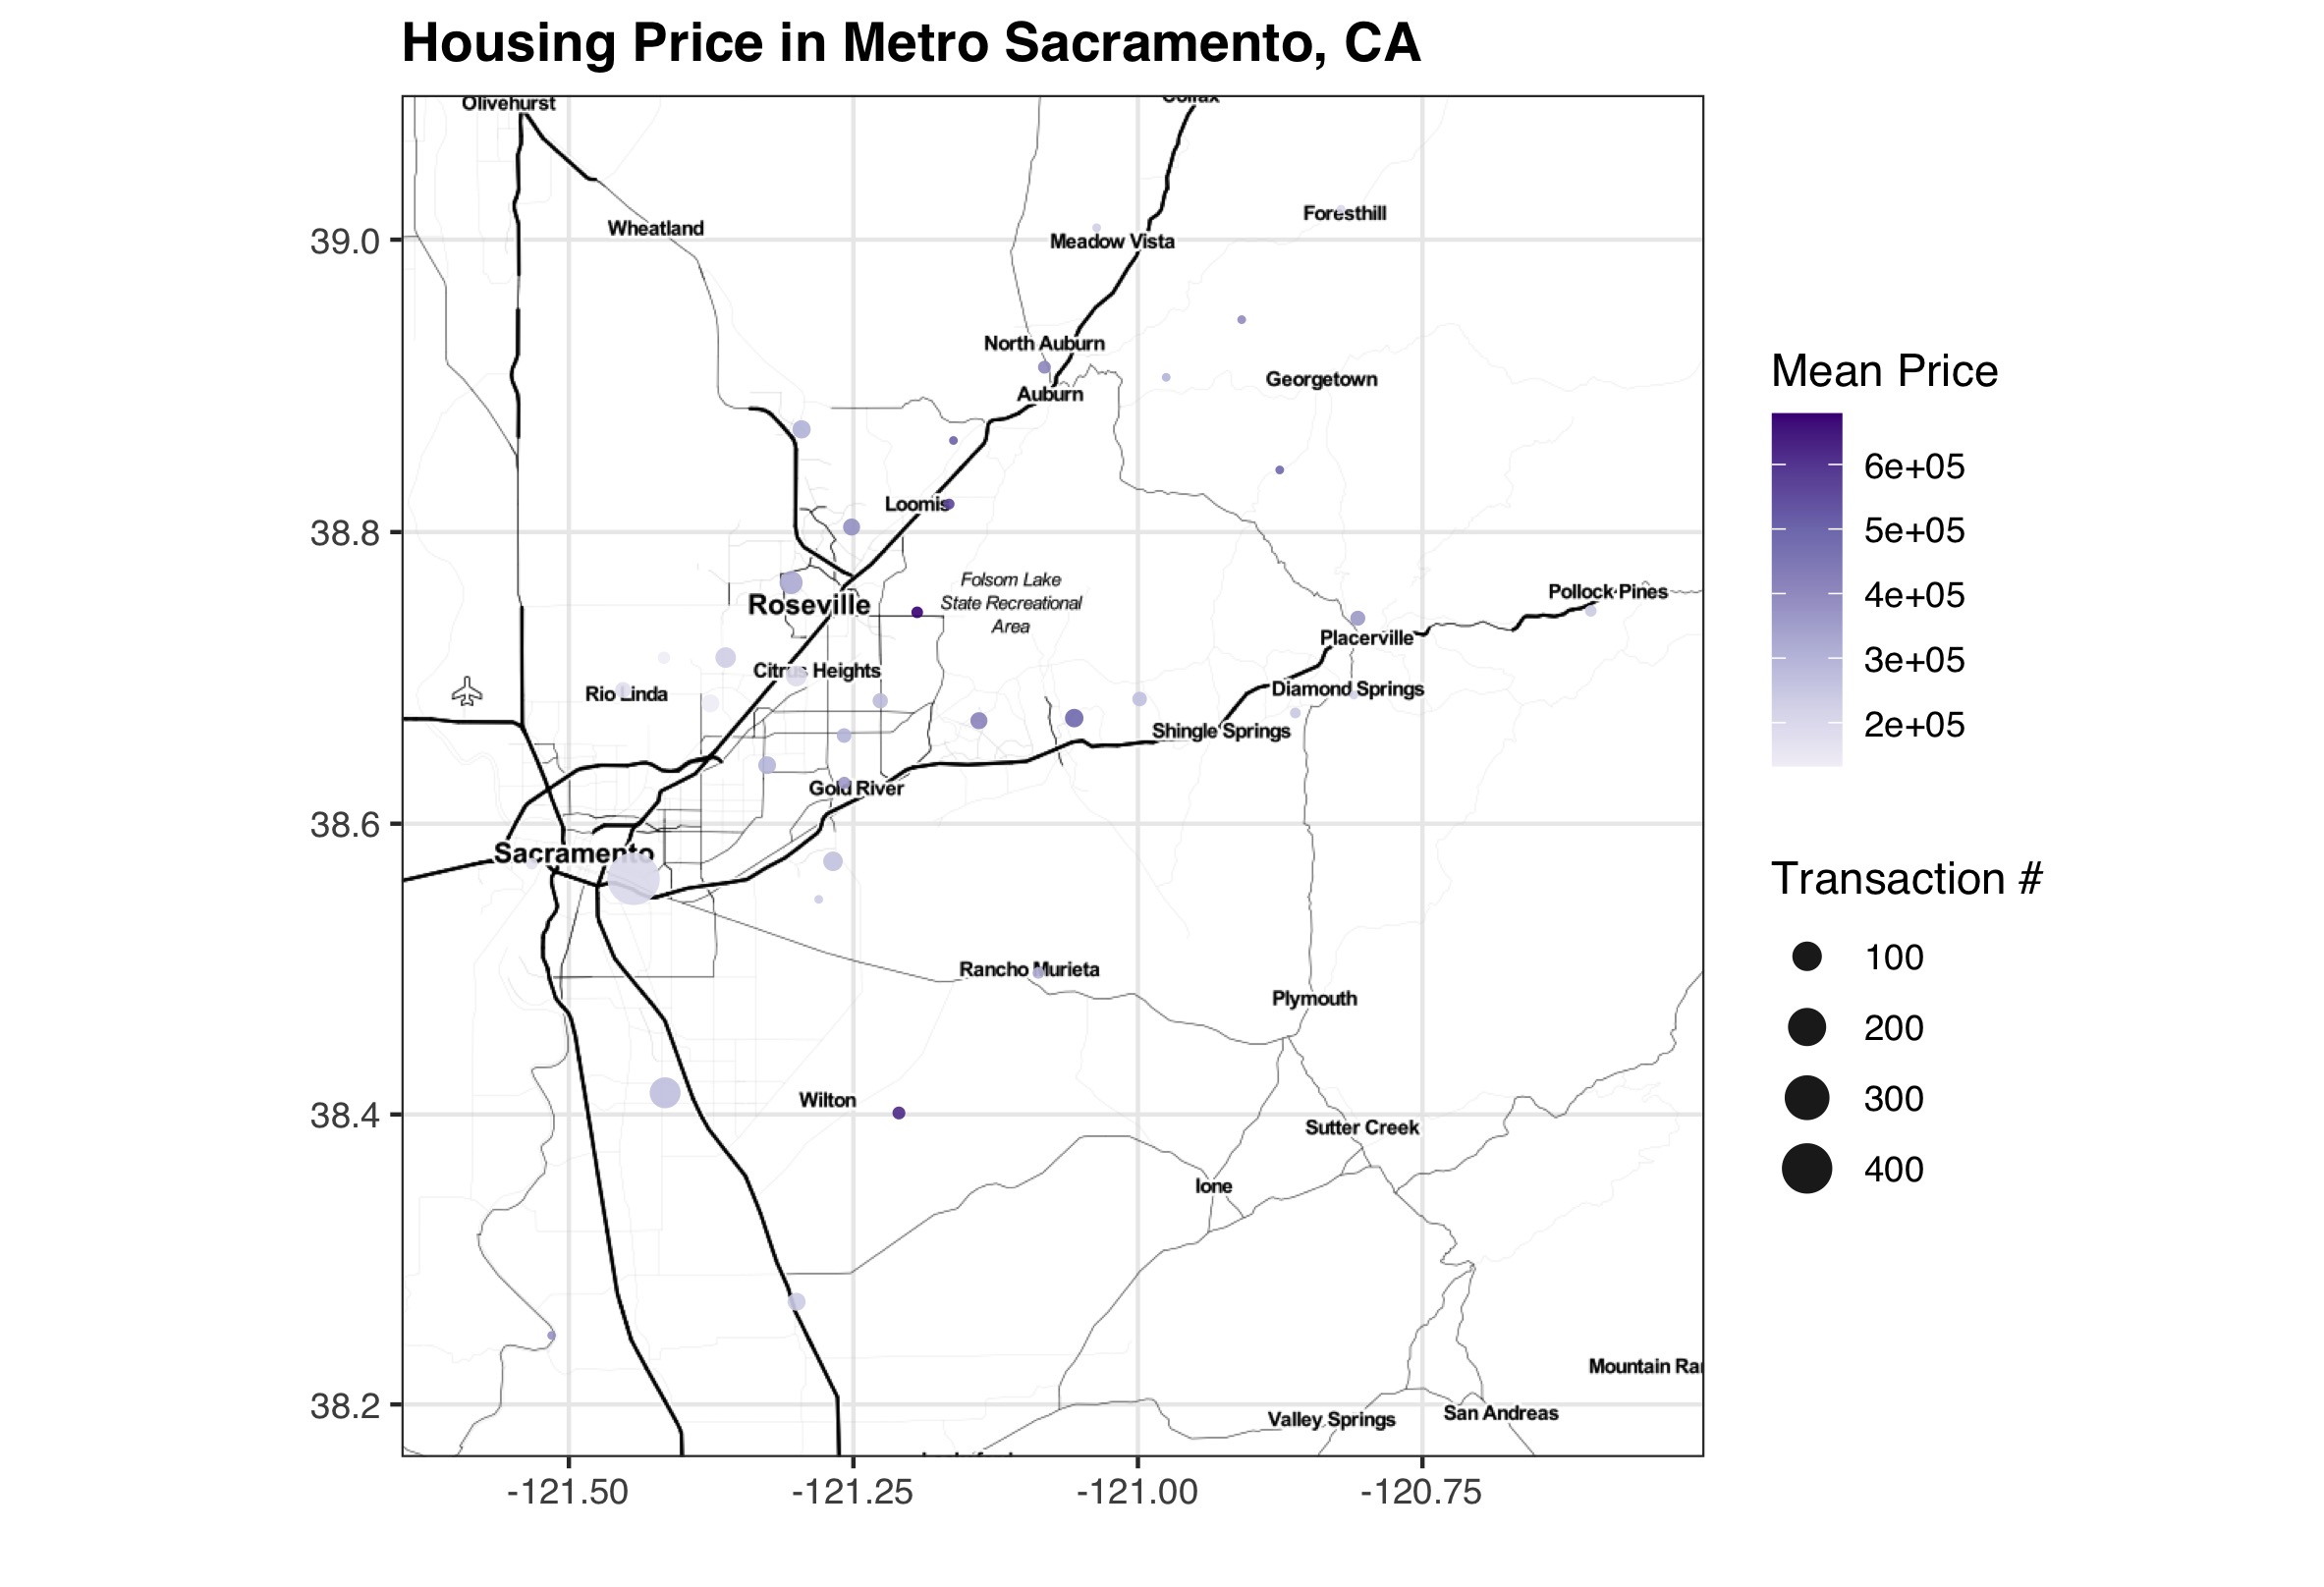 Housing Price in Metro Sacramento, CA
Olivehurst
Colfax
Wheatland
Foresthill
39.0
Meadow Vista
North Auburn
Georgetown
Auburn
Loomis
38.8
Folsom Lake
State Recreational
Area
Roseville
Pollock Pines
Placerville
Citrus Heights
Rio Linda
Diamond Springs
Shingle Springs
Gold River
38.6
Sacramento
Rancho Murieta
Plymouth
Wilton
38.4
Sutter Creek
Ione
Mountain Ra
38.2
Valley Springs
San Andreas
-121.50
-121.25
-121.00
-120.75
Mean Price
6e+05
5e+05
4e+05
3e+05
2e+05
Transaction #
100
200
300
400